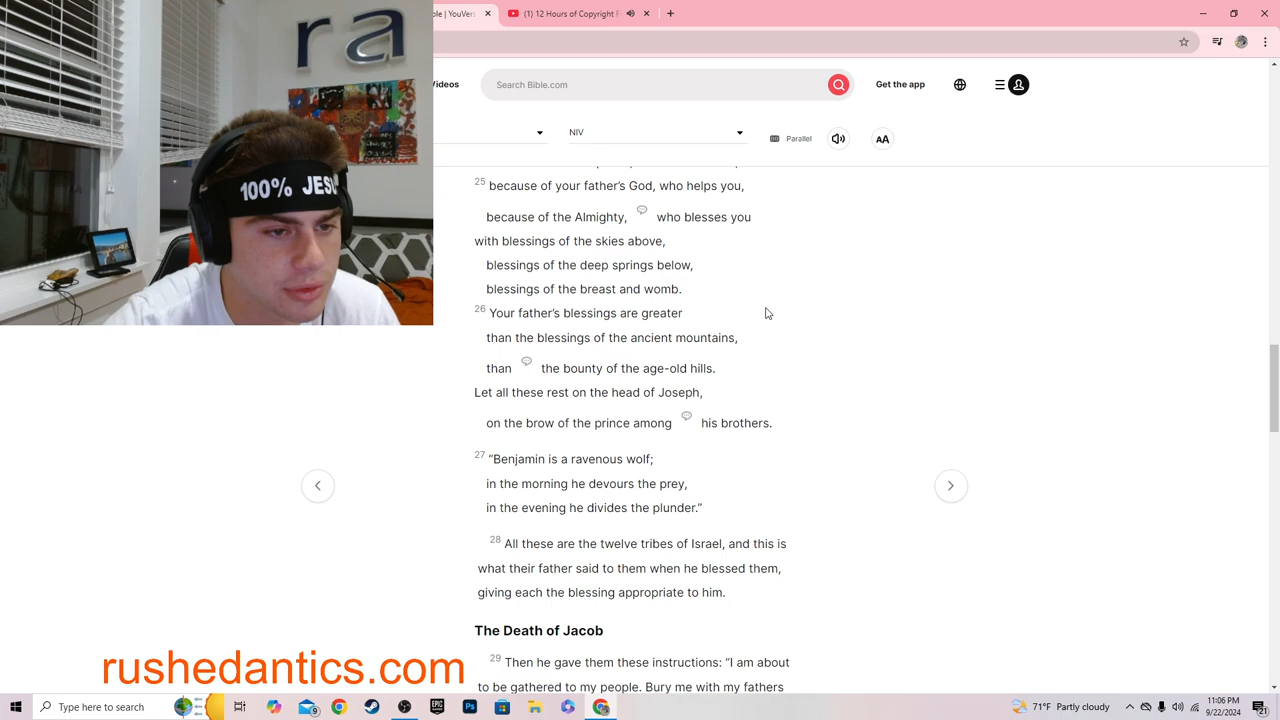 ra
100% JESU
ble | YouVers
(1) 12 Hours of Copyright F
Videos
Search Bible.com
Get the app
NIV
Parallel
AA
25 because of your father's God, who helps you,
because of the Almighty, who blesses you
with blessings of the skies above,
blessings of the deep springs below,
blessings of the breast and womb.
26 Your father's blessings are greater
than the blessings of the ancient mountains,
than the bounty of the age-old hills.
Let all these rest on the head of Joseph,
on the brow of the prince among his brothers.
27 "Benjamin is a ravenous wolf;
in the morning he devours the prey,
in the evening he divides the plunder."
28 All these are the twelve tribes of Israel, and this is
what their father said to them when he blessed them,
giving each the blessing appropriate to him.
The Death of Jacob
29 Then he gave them these instructions: "I am about
to be gathered to my people. Bury me with my fathers
rushedantics.com
Type here to search
9
EPIC
Ps
71°F Partly cloudy
11:06 PM
9/22/2024
21